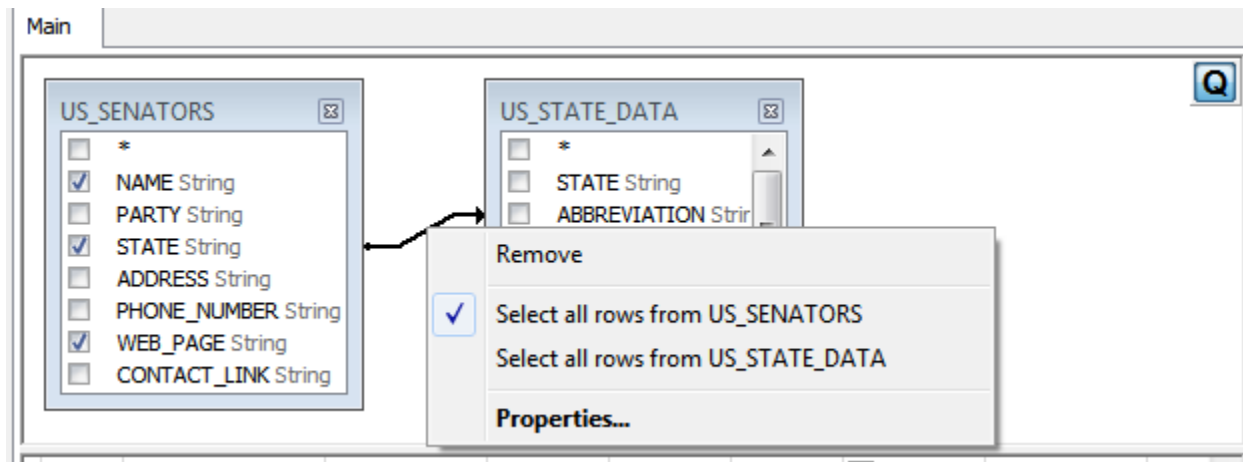 Main
Q
US_SENATORS
*
NAME String
PARTY String
STATE String
ADDRESS String
PHONE_NUMBER String
WEB_PAGE String
CONTACT_LINK String
US_STATE_DATA
*
STATE String
ABBREVIATION Strir
Remove
Select all rows from US_SENATORS
Select all rows from US_STATE_DATA
Properties...